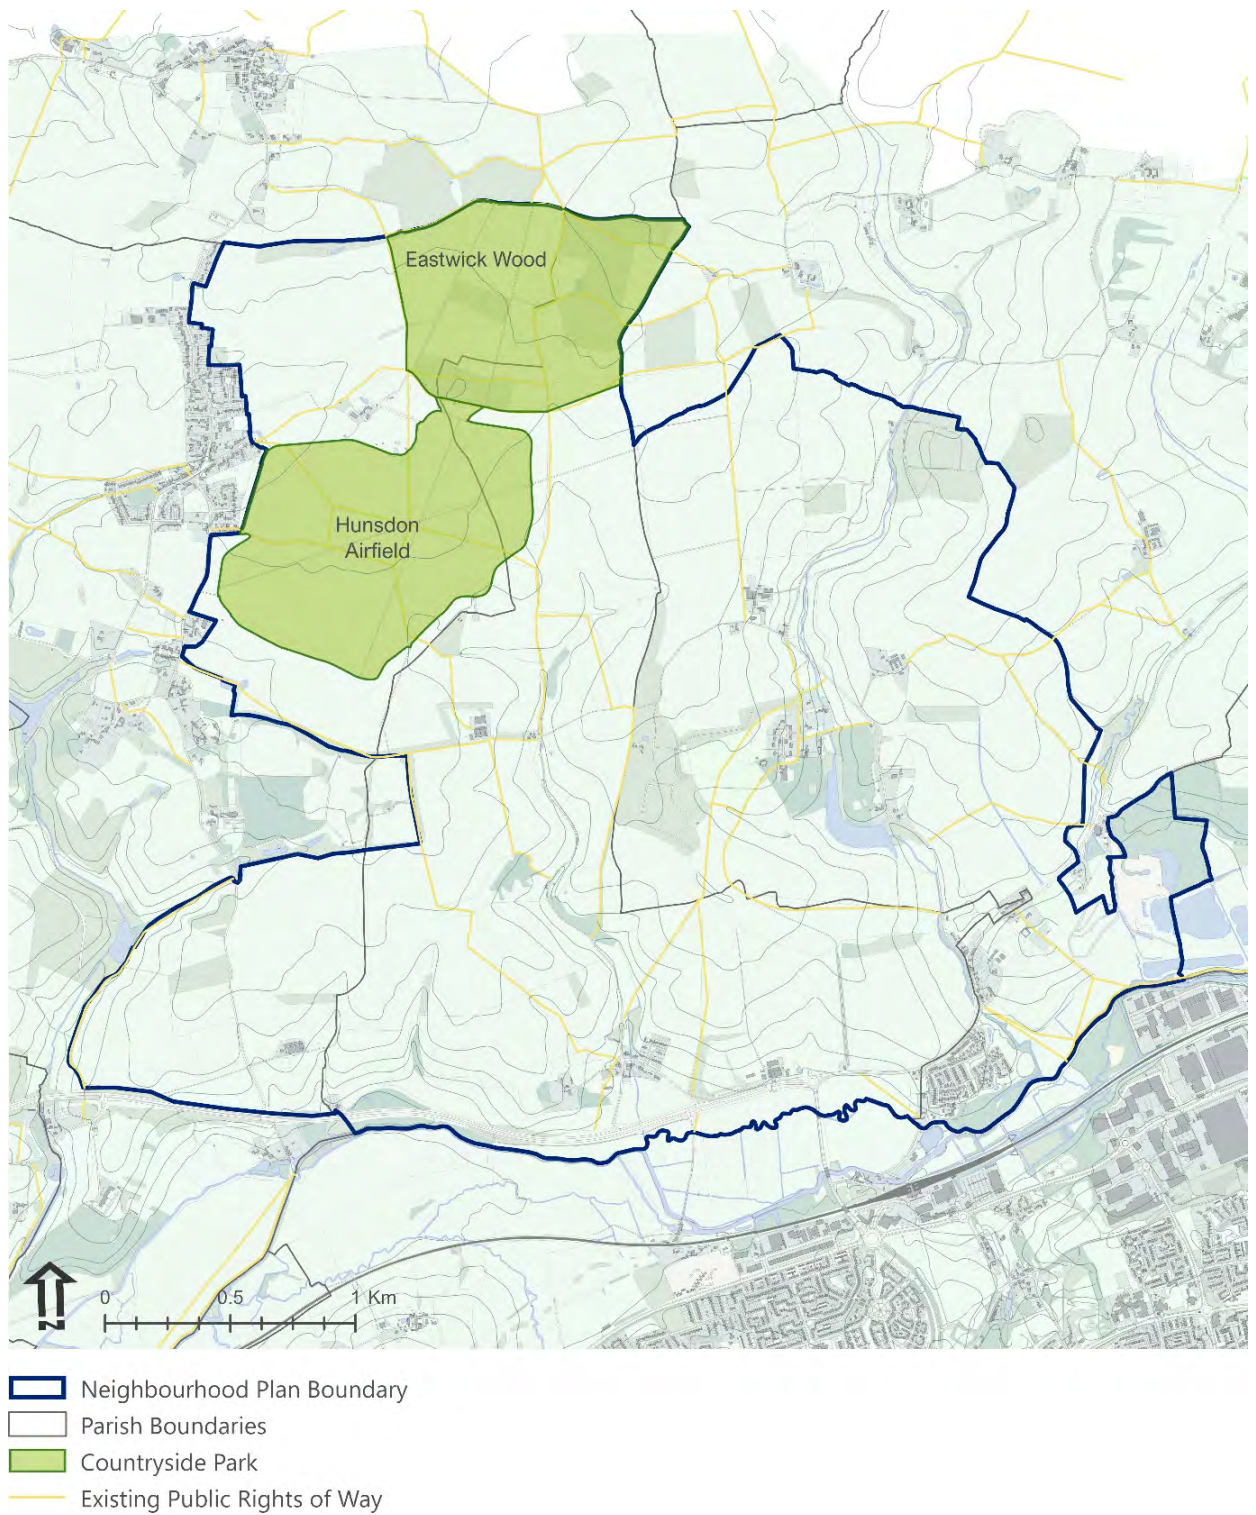 Eastwick Wood
Hunsdon
Airfield
N
0 0.5 1 Km
Neighbourhood Plan Boundary
Parish Boundaries
Countryside Park
Existing Public Rights of Way